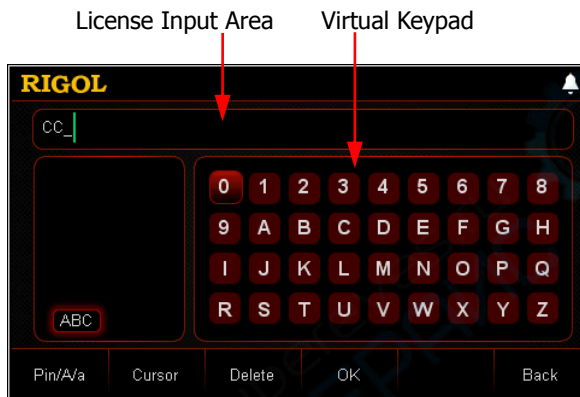 License Input Area Virtual Keypad
RIGOL
CC_
0 1 2 3 4 5 6 7 8
9 A B C D E F G H
I J K L M N O P Q
R S T U V W X Y Z
ABC
Pin/A/a Cursor Delete OK Back